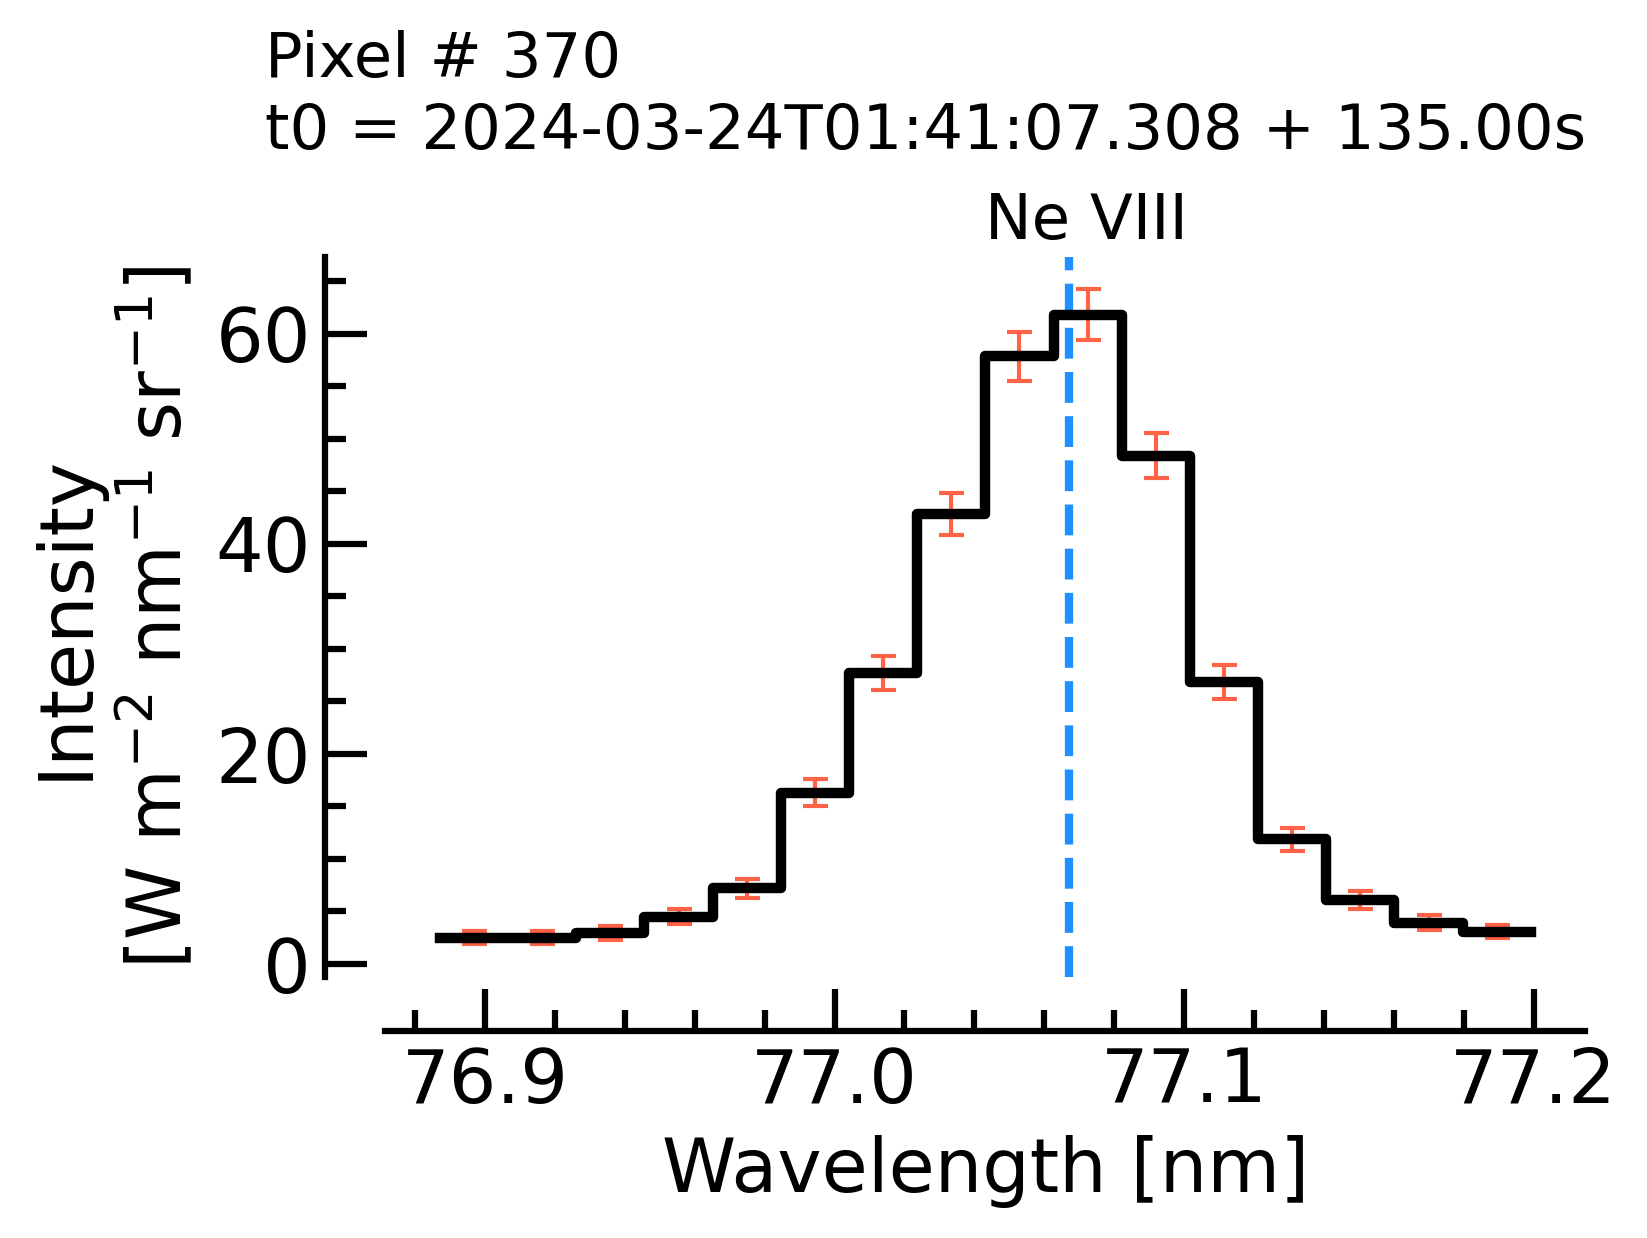 Pixel # 370
t0 = 2024-03-24T01:41:07.308 + 135.00s
Ne VIII
Intensity
[W m⁻² nm⁻¹ sr⁻¹]
60
40
20
0
76.9 77.0 77.1 77.2
Wavelength [nm]